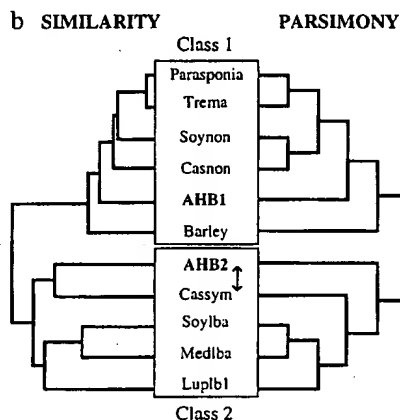 b SIMILARITY PARSIMONY
Class 1
Parasponia
Trema
Soynon
Casnon
AHB1
Barley
AHB2
Cassym
Soylba
Medlba
Luplb1
Class 2